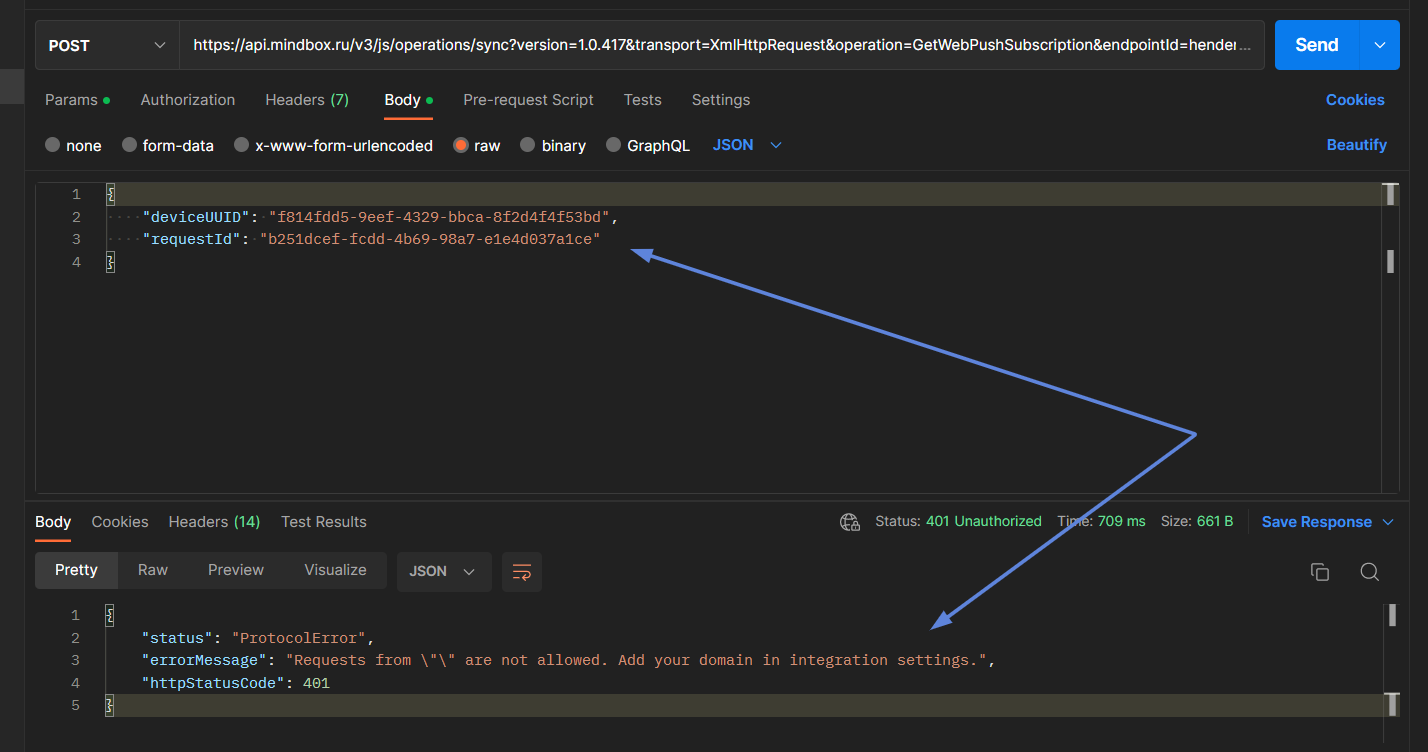 POST https://api.mindbox.ru/v3/js/operations/sync?version=1.0.417&transport=XmlHttpRequest&operation=GetWebPushSubscription&endpointId=hender... Send
Params Authorization Headers (7) Body Pre-request Script Tests Settings Cookies
none form-data x-www-form-urlencoded raw binary GraphQL JSON Beautify
1 {
2 ····"deviceUUID":·"f814fdd5-9eef-4329-bbca-8f2d4f4f53bd",
3 ····"requestId":·"b251dcef-fcdd-4b69-98a7-e1e4d037a1ce"
4 }
Body Cookies Headers (14) Test Results Status: 401 Unauthorized Time: 709 ms Size: 661 B Save Response
Pretty Raw Preview Visualize JSON
1 {
2 "status": "ProtocolError",
3 "errorMessage": "Requests from \"\" are not allowed. Add your domain in integration settings.",
4 "httpStatusCode": 401
5 }